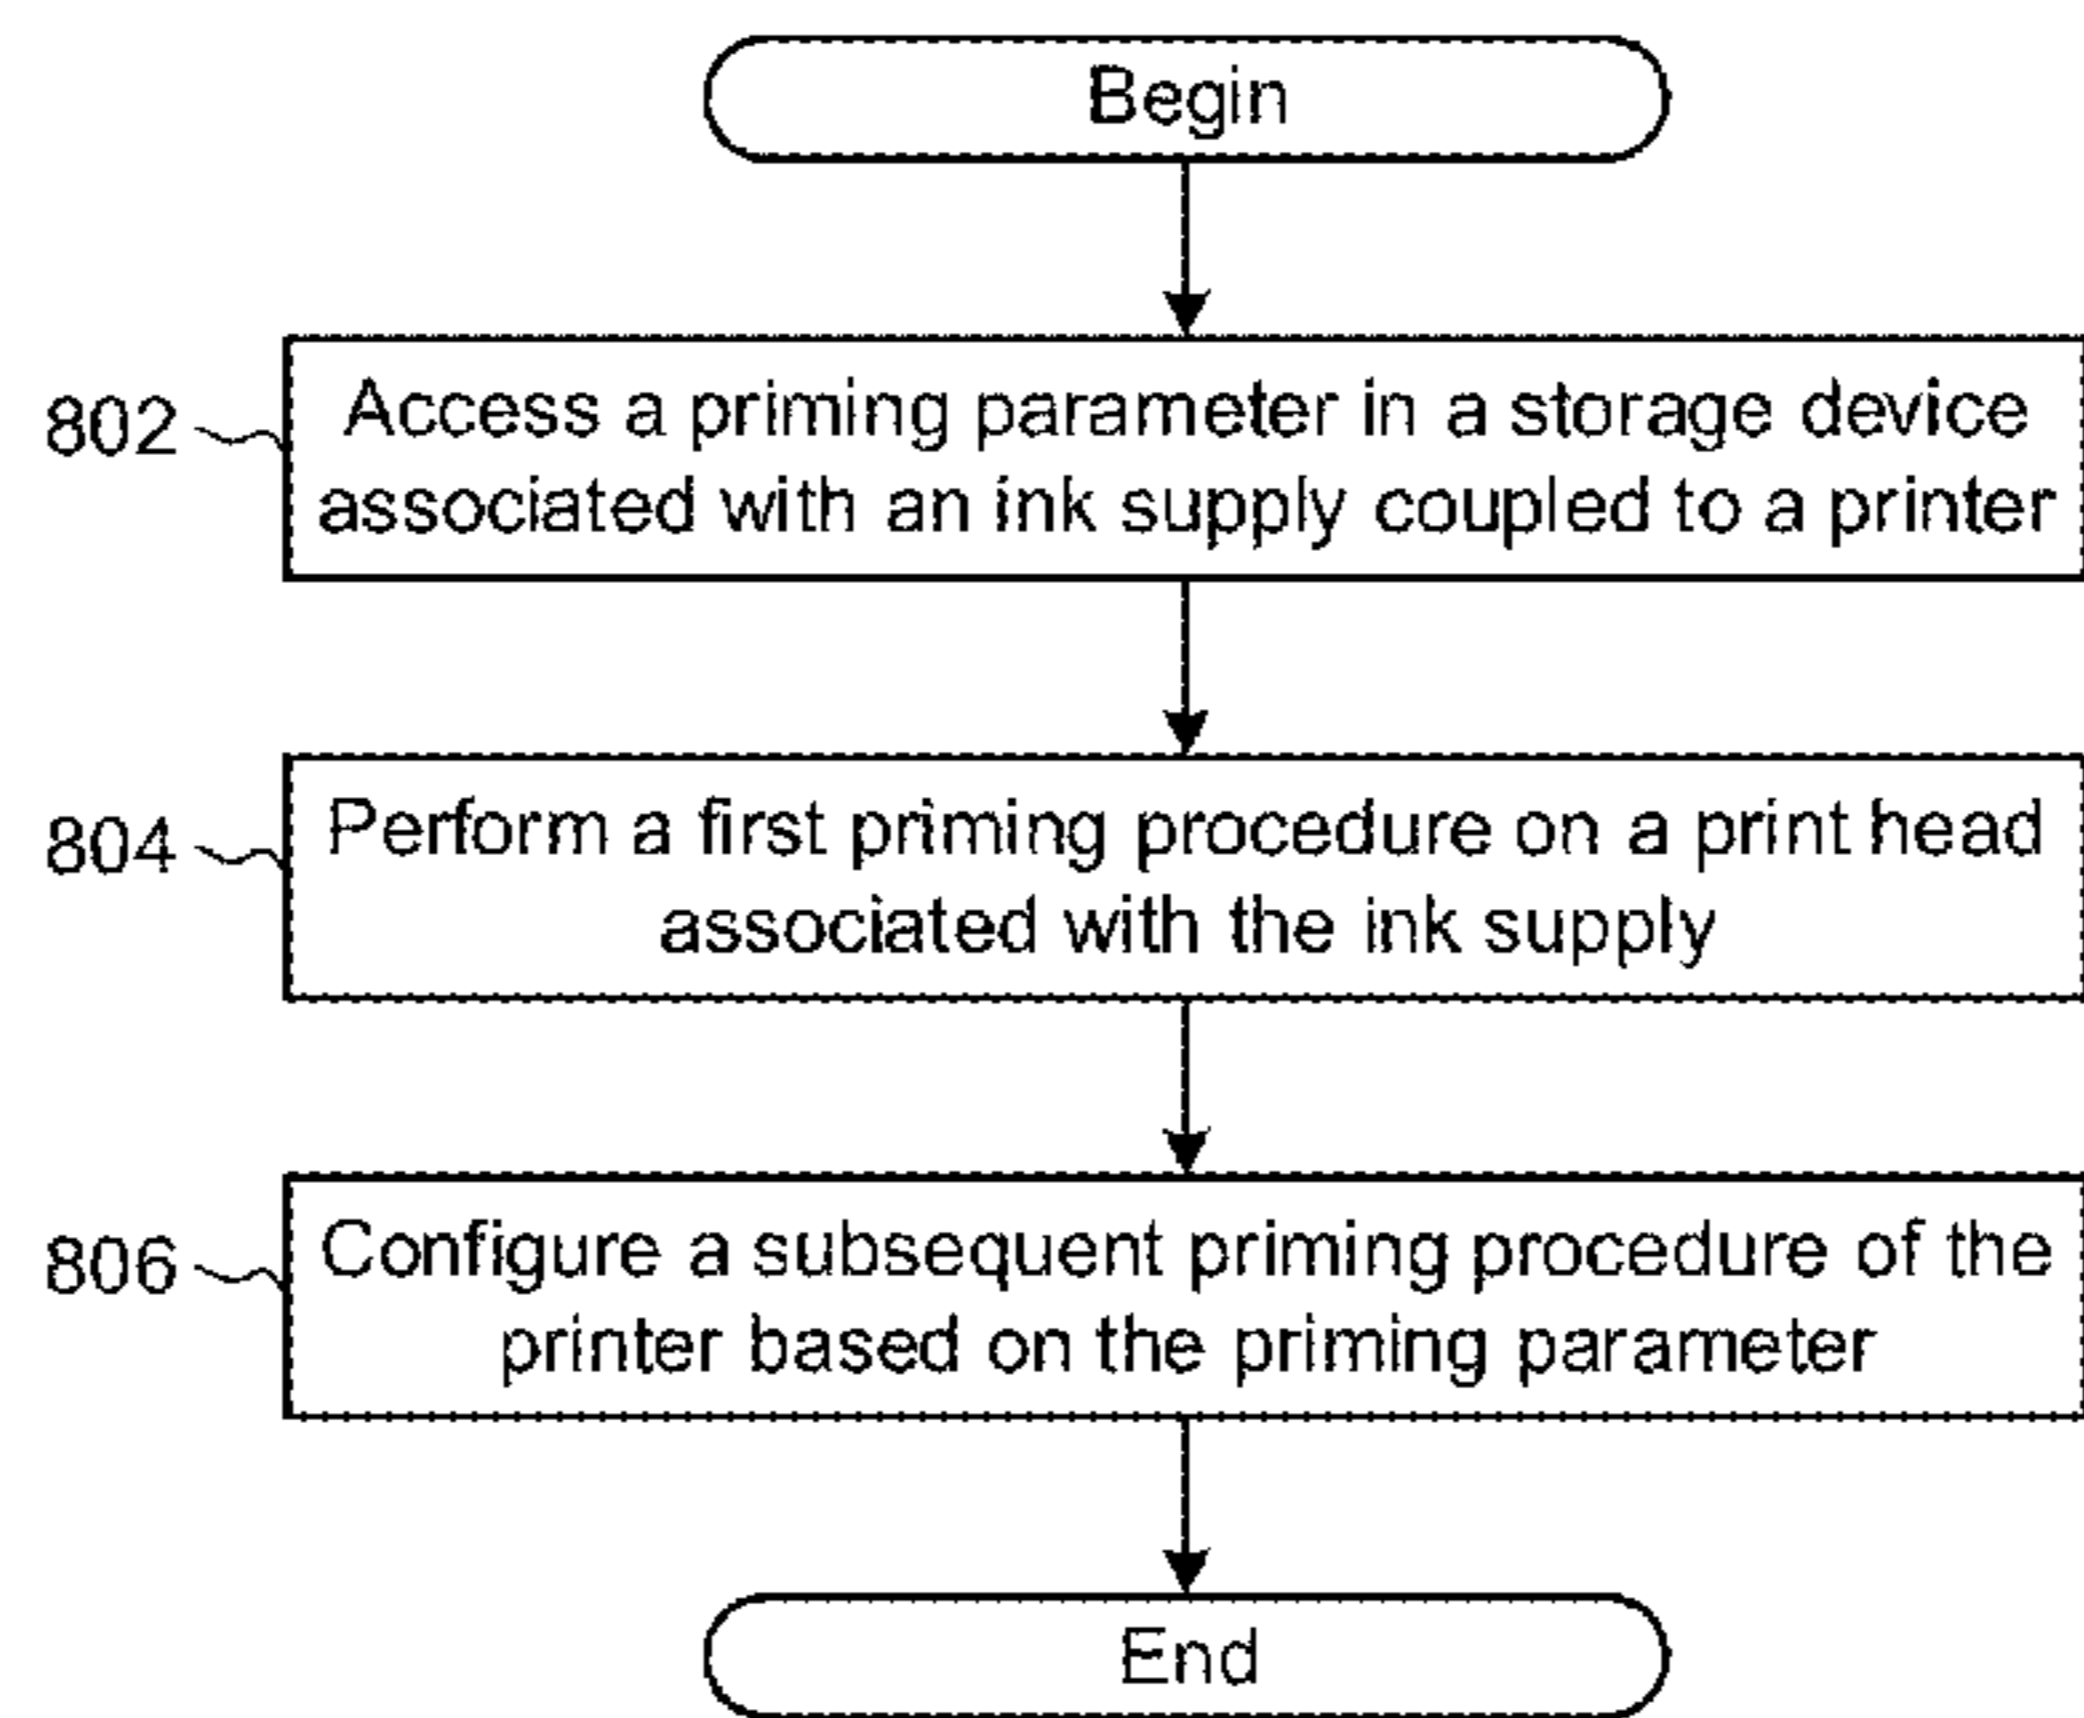 Begin
802
Access a priming parameter in a storage device
associated with an ink supply coupled to a printer
804
Perform a first priming procedure on a print head
associated with the ink supply
806
Configure a subsequent priming procedure of the
printer based on the priming parameter
End